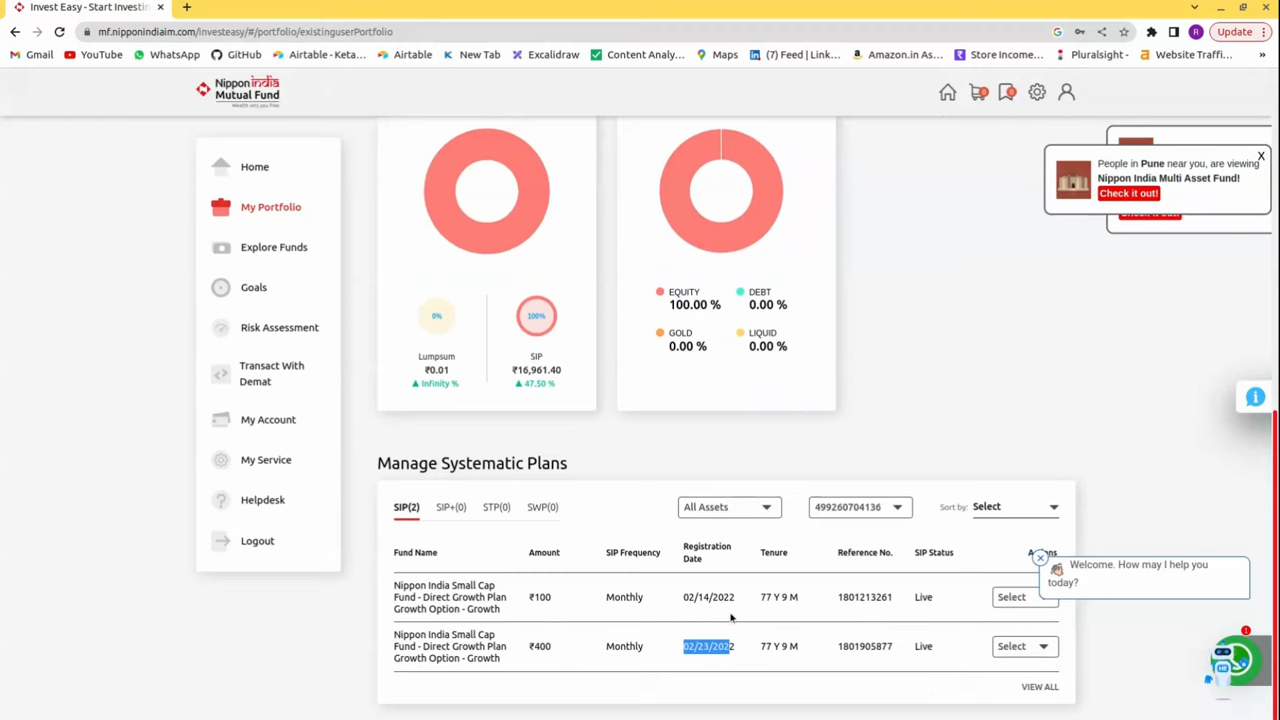 Invest Easy - Start Investin
Update
mf.nipponindiaim.com/investeasy/#/portfolio/existinguserPortfolio
Gmail YouTube WhatsApp GitHub Airtable - Keta... Airtable New Tab Excalidraw Content Analy... Maps (7) Feed | Link... Amazon.in As... Store Income... Pluralsight - Website Traffi...
Nippon india
Mutual Fund
Wealth sets you free
0 0
Home
My Portfolio
Explore Funds
Goals
Risk Assessment
Transact With
Demat
My Account
My Service
Helpdesk
Logout
0% 100%
Lumpsum SIP
₹0.01 ₹16,961.40
▲ Infinity % ▲ 47.50 %
EQUITY DEBT
100.00 % 0.00 %
GOLD LIQUID
0.00 % 0.00 %
X
People in Pune near you, are viewing
Nippon India Multi Asset Fund!
Check it out!
Manage Systematic Plans
SIP(2) SIP+(0) STP(0) SWP(0) All Assets 499260704136 Sort by: Select
Fund Name Amount SIP Frequency Registration Date Tenure Reference No. SIP Status
Nippon India Small Cap
Fund - Direct Growth Plan
Growth Option - Growth
₹100 Monthly 02/14/2022 77 Y 9 M 1801213261 Live Select
Nippon India Small Cap
Fund - Direct Growth Plan
Growth Option - Growth
₹400 Monthly 02/23/2022 77 Y 9 M 1801905877 Live Select
VIEW ALL
Welcome. How may I help you
today?
1